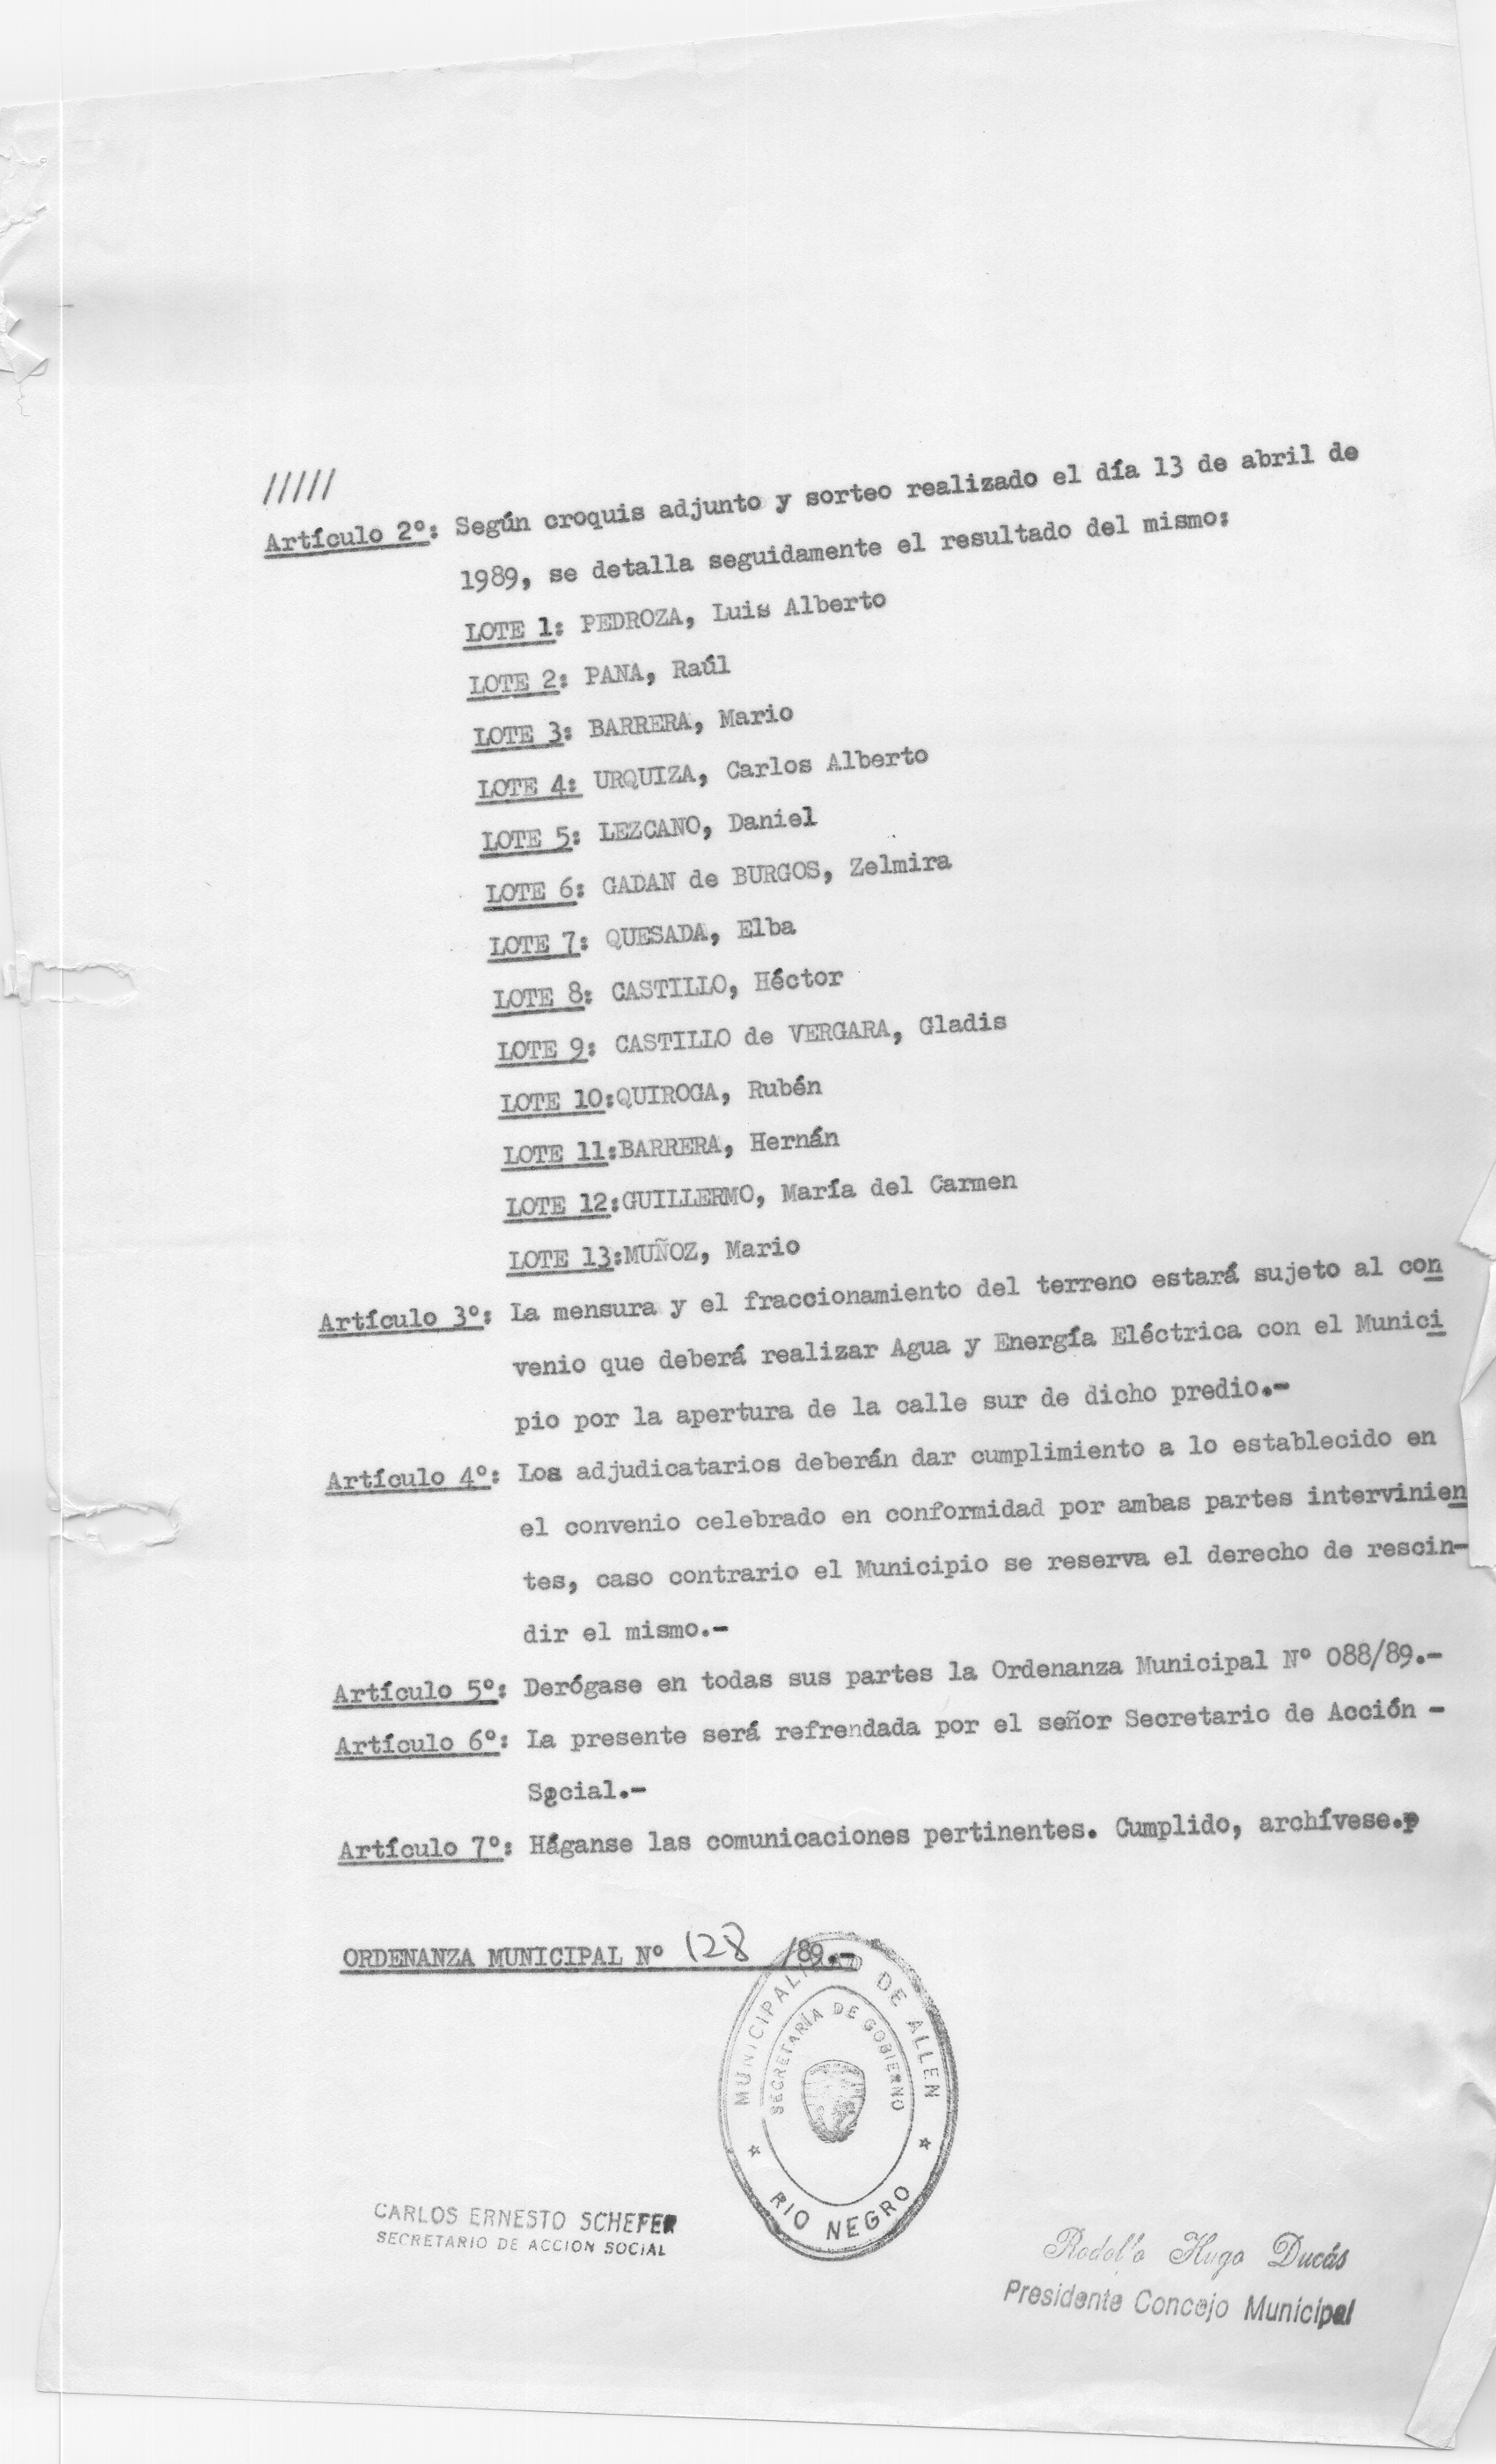 /////
Artículo 2º: Según croquis adjunto y sorteo realizado el día 13 de abril de
1989, se detalla seguidamente el resultado del mismo:
LOTE 1: PEDROZA, Luis Alberto
LOTE 2: PANA, Raúl
LOTE 3: BARRERA, Mario
LOTE 4: URQUIZA, Carlos Alberto
LOTE 5: LEZCANO, Daniel
LOTE 6: GADAN de BURGOS, Zelmira
LOTE 7: QUESADA, Elba
LOTE 8: CASTILLO, Héctor
LOTE 9: CASTILLO de VERGARA, Gladis
LOTE 10:QUIROGA, Rubén
LOTE 11:BARRERA, Hernán
LOTE 12:GUILLERMO, María del Carmen
LOTE 13:MUÑOZ, Mario
Artículo 3º: La mensura y el fraccionamiento del terreno estará sujeto al con
venio que deberá realizar Agua y Energía Eléctrica con el Munici
pio por la apertura de la calle sur de dicho predio.-
Artículo 4º: Los adjudicatarios deberán dar cumplimiento a lo establecido en
el convenio celebrado en conformidad por ambas partes intervinien
tes, caso contrario el Municipio se reserva el derecho de rescin-
dir el mismo.-
Artículo 5º: Derógase en todas sus partes la Ordenanza Municipal Nº 088/89.-
Artículo 6º: La presente será refrendada por el señor Secretario de Acción -
Social.-
Artículo 7º: Háganse las comunicaciones pertinentes. Cumplido, archívese.-
ORDENANZA MUNICIPAL Nº 128 /89.-
MUNICIPALIDAD DE ALLEN
SECRETARÍA DE GOBIERNO
RIO NEGRO
CARLOS ERNESTO SCHEFER
SECRETARIO DE ACCION SOCIAL
Rodolfo Hugo Ducás
Presidente Concejo Municipal